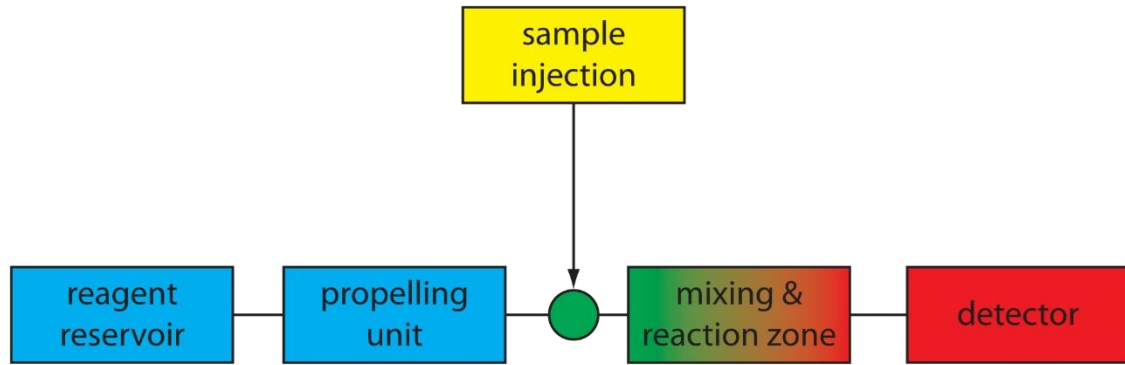 sample
injection
reagent
reservoir
propelling
unit
mixing &
reaction zone
detector